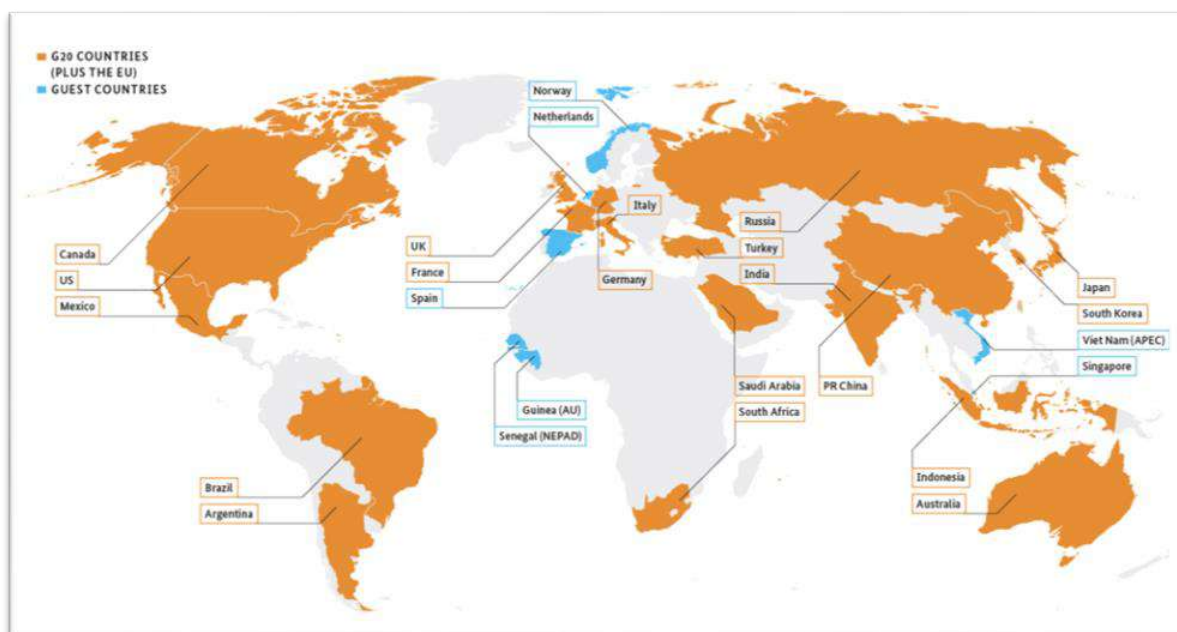 G20 COUNTRIES
(PLUS THE EU)
GUEST COUNTRIES
Norway
Netherlands
Italy
Russia
Canada
UK
Turkey
US
France
Germany
India
Japan
Mexico
Spain
South Korea
Viet Nam (APEC)
Singapore
Saudi Arabia
PR China
Guinea (AU)
South Africa
Senegal (NEPAD)
Indonesia
Brazil
Australia
Argentina